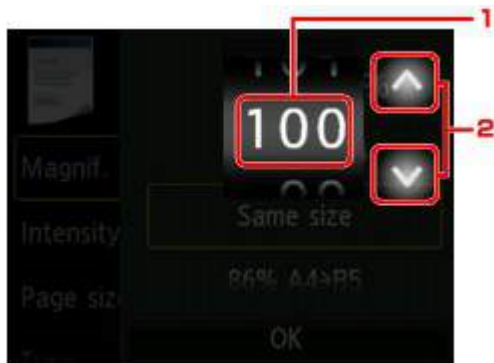 1
100
2
Magnif.
Same size
Intensity
86% A4>B5
Page siz
OK